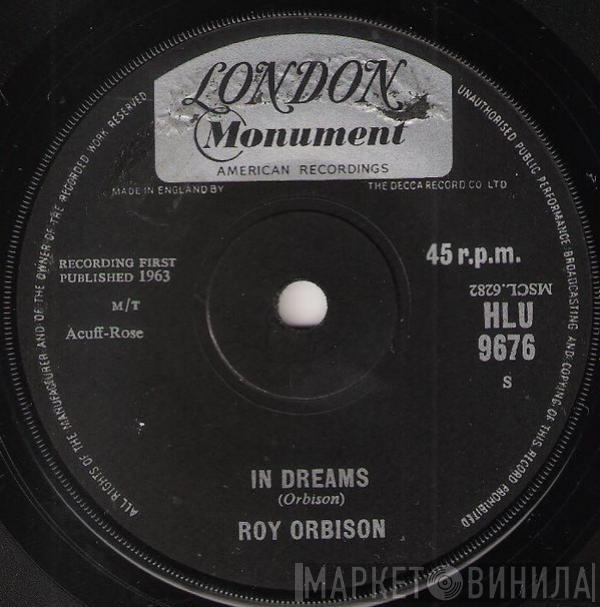 LONDON
Monument
AMERICAN RECORDINGS
MADE IN ENGLAND BY
THE DECCA RECORD CO LTD
ALL RIGHTS OF THE MANUFACTURER AND OF THE OWNER OF THE RECORDED WORK RESERVED
UNAUTHORISED PUBLIC PERFORMANCE BROADCASTING AND COPYING OF THIS RECORD PROHIBITED
RECORDING FIRST
PUBLISHED 1963
M/T
Acuff-Rose
45 r.p.m.
MSCL.6282
HLU
9676
S
IN DREAMS
(Orbison)
ROY ORBISON
МАРКЕТ ВИНИЛА